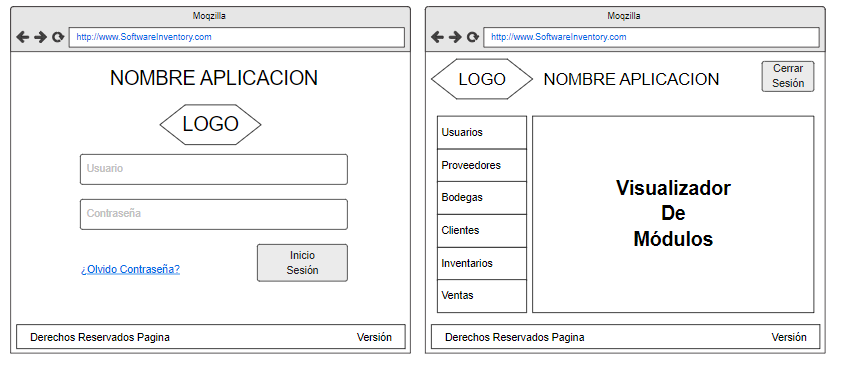 Moqzilla
http://www.SoftwareInventory.com
NOMBRE APLICACION
LOGO
Usuario
Contraseña
¿Olvido Contraseña?
Inicio
Sesión
Derechos Reservados Pagina
Versión
Moqzilla
http://www.SoftwareInventory.com
LOGO
NOMBRE APLICACION
Cerrar
Sesión
Usuarios
Proveedores
Bodegas
Clientes
Inventarios
Ventas
Visualizador
De
Módulos
Derechos Reservados Pagina
Versión